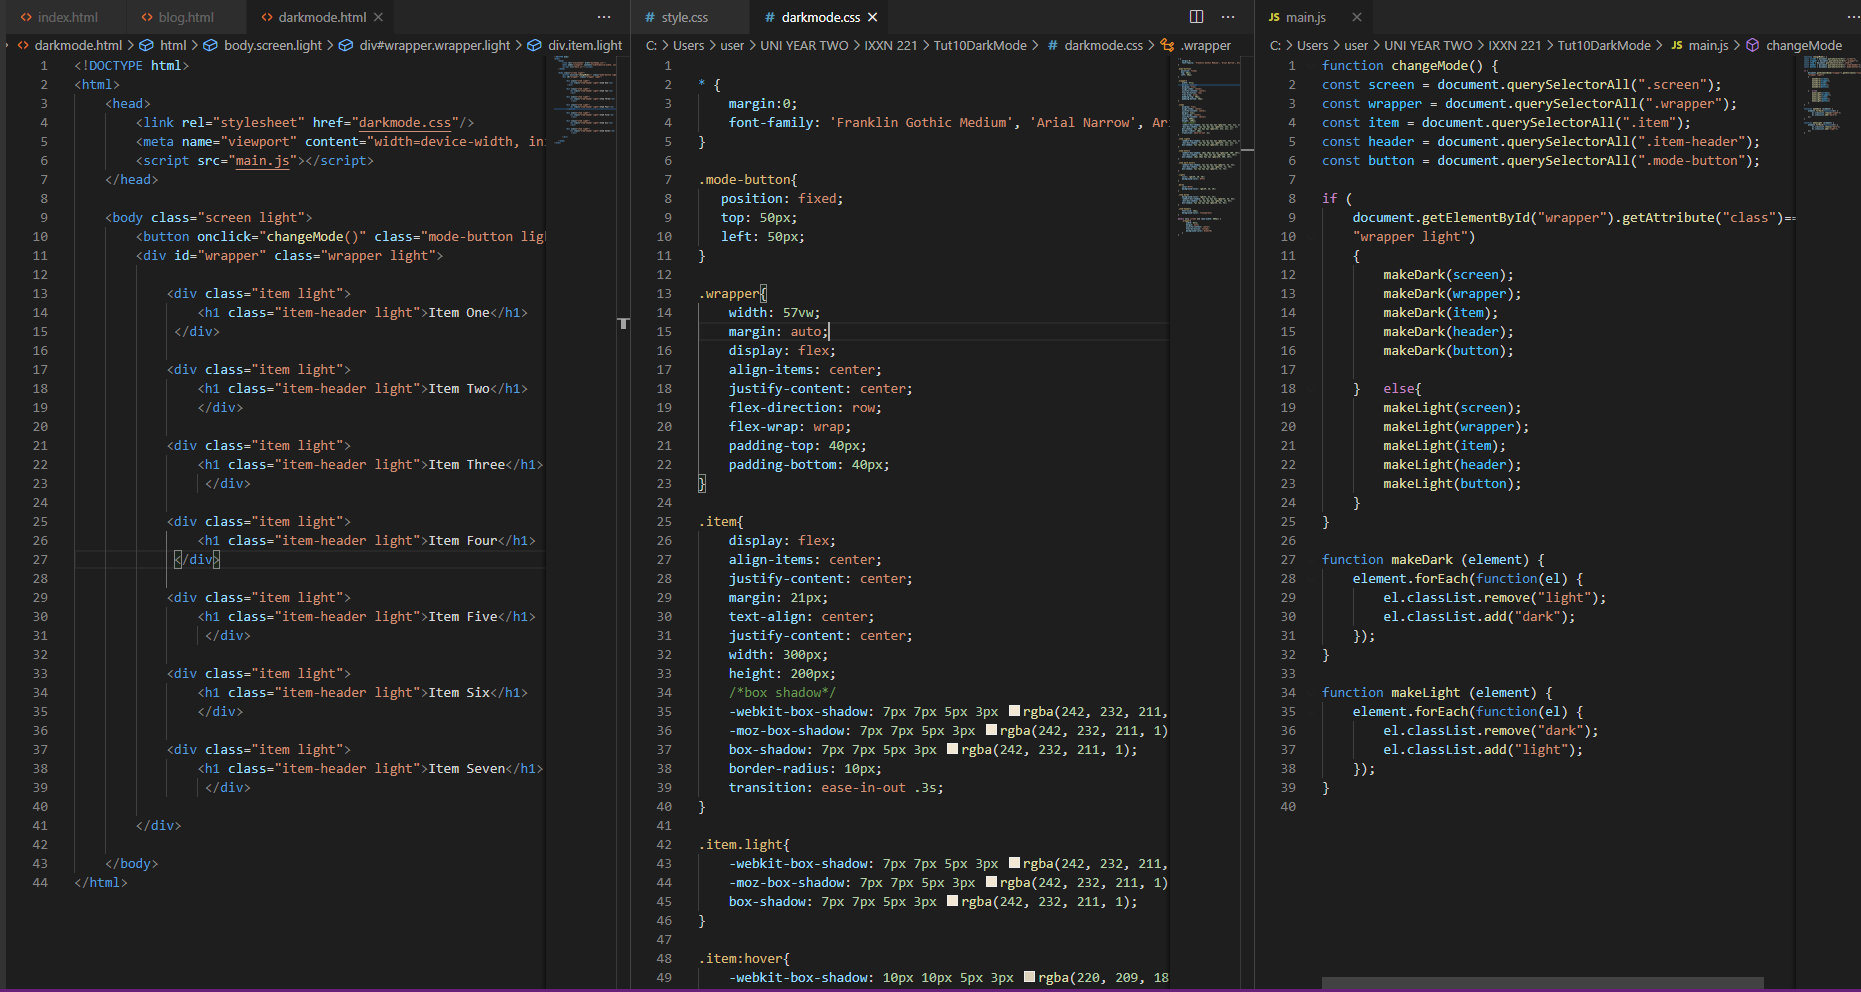 index.html
blog.html
darkmode.html
darkmode.html > html > body.screen.light > div#wrapper.wrapper.light > div.item.light
1 <!DOCTYPE html>
2 <html>
3 <head>
4 <link rel="stylesheet" href="darkmode.css"/>
5 <meta name="viewport" content="width=device-width, in
6 <script src="main.js"></script>
7 </head>
8
9 <body class="screen light">
10 <button onclick="changeMode()" class="mode-button lig
11 <div id="wrapper" class="wrapper light">
12
13 <div class="item light">
14 <h1 class="item-header light">Item One</h1>
15 </div>
16
17 <div class="item light">
18 <h1 class="item-header light">Item Two</h1>
19 </div>
20
21 <div class="item light">
22 <h1 class="item-header light">Item Three</h1>
23 </div>
24
25 <div class="item light">
26 <h1 class="item-header light">Item Four</h1>
27 </div>
28
29 <div class="item light">
30 <h1 class="item-header light">Item Five</h1>
31 </div>
32
33 <div class="item light">
34 <h1 class="item-header light">Item Six</h1>
35 </div>
36
37 <div class="item light">
38 <h1 class="item-header light">Item Seven</h1>
39 </div>
40
41 </div>
42
43 </body>
44 </html>
# style.css
# darkmode.css
C: > Users > user > UNI YEAR TWO > IXXN 221 > Tut10DarkMode > # darkmode.css > .wrapper
1
2 * {
3 margin:0;
4 font-family: 'Franklin Gothic Medium', 'Arial Narrow', Ar
5 }
6
7 .mode-button{
8 position: fixed;
9 top: 50px;
10 left: 50px;
11 }
12
13 .wrapper{
14 width: 57vw;
15 margin: auto;
16 display: flex;
17 align-items: center;
18 justify-content: center;
19 flex-direction: row;
20 flex-wrap: wrap;
21 padding-top: 40px;
22 padding-bottom: 40px;
23 }
24
25 .item{
26 display: flex;
27 align-items: center;
28 justify-content: center;
29 margin: 21px;
30 text-align: center;
31 justify-content: center;
32 width: 300px;
33 height: 200px;
34 /*box shadow*/
35 -webkit-box-shadow: 7px 7px 5px 3px rgba(242, 232, 211,
36 -moz-box-shadow: 7px 7px 5px 3px rgba(242, 232, 211, 1)
37 box-shadow: 7px 7px 5px 3px rgba(242, 232, 211, 1);
38 border-radius: 10px;
39 transition: ease-in-out .3s;
40 }
41
42 .item.light{
43 -webkit-box-shadow: 7px 7px 5px 3px rgba(242, 232, 211,
44 -moz-box-shadow: 7px 7px 5px 3px rgba(242, 232, 211, 1)
45 box-shadow: 7px 7px 5px 3px rgba(242, 232, 211, 1);
46 }
47
48 .item:hover{
49 -webkit-box-shadow: 10px 10px 5px 3px rgba(220, 209, 18
JS main.js
C: > Users > user > UNI YEAR TWO > IXXN 221 > Tut10DarkMode > JS main.js > changeMode
1 function changeMode() {
2 const screen = document.querySelectorAll(".screen");
3 const wrapper = document.querySelectorAll(".wrapper");
4 const item = document.querySelectorAll(".item");
5 const header = document.querySelectorAll(".item-header");
6 const button = document.querySelectorAll(".mode-button");
7
8 if (
9 document.getElementById("wrapper").getAttribute("class")==
10 "wrapper light")
11 {
12 makeDark(screen);
13 makeDark(wrapper);
14 makeDark(item);
15 makeDark(header);
16 makeDark(button);
17
18 } else{
19 makeLight(screen);
20 makeLight(wrapper);
21 makeLight(item);
22 makeLight(header);
23 makeLight(button);
24 }
25 }
26
27 function makeDark (element) {
28 element.forEach(function(el) {
29 el.classList.remove("light");
30 el.classList.add("dark");
31 });
32 }
33
34 function makeLight (element) {
35 element.forEach(function(el) {
36 el.classList.remove("dark");
37 el.classList.add("light");
38 });
39 }
40